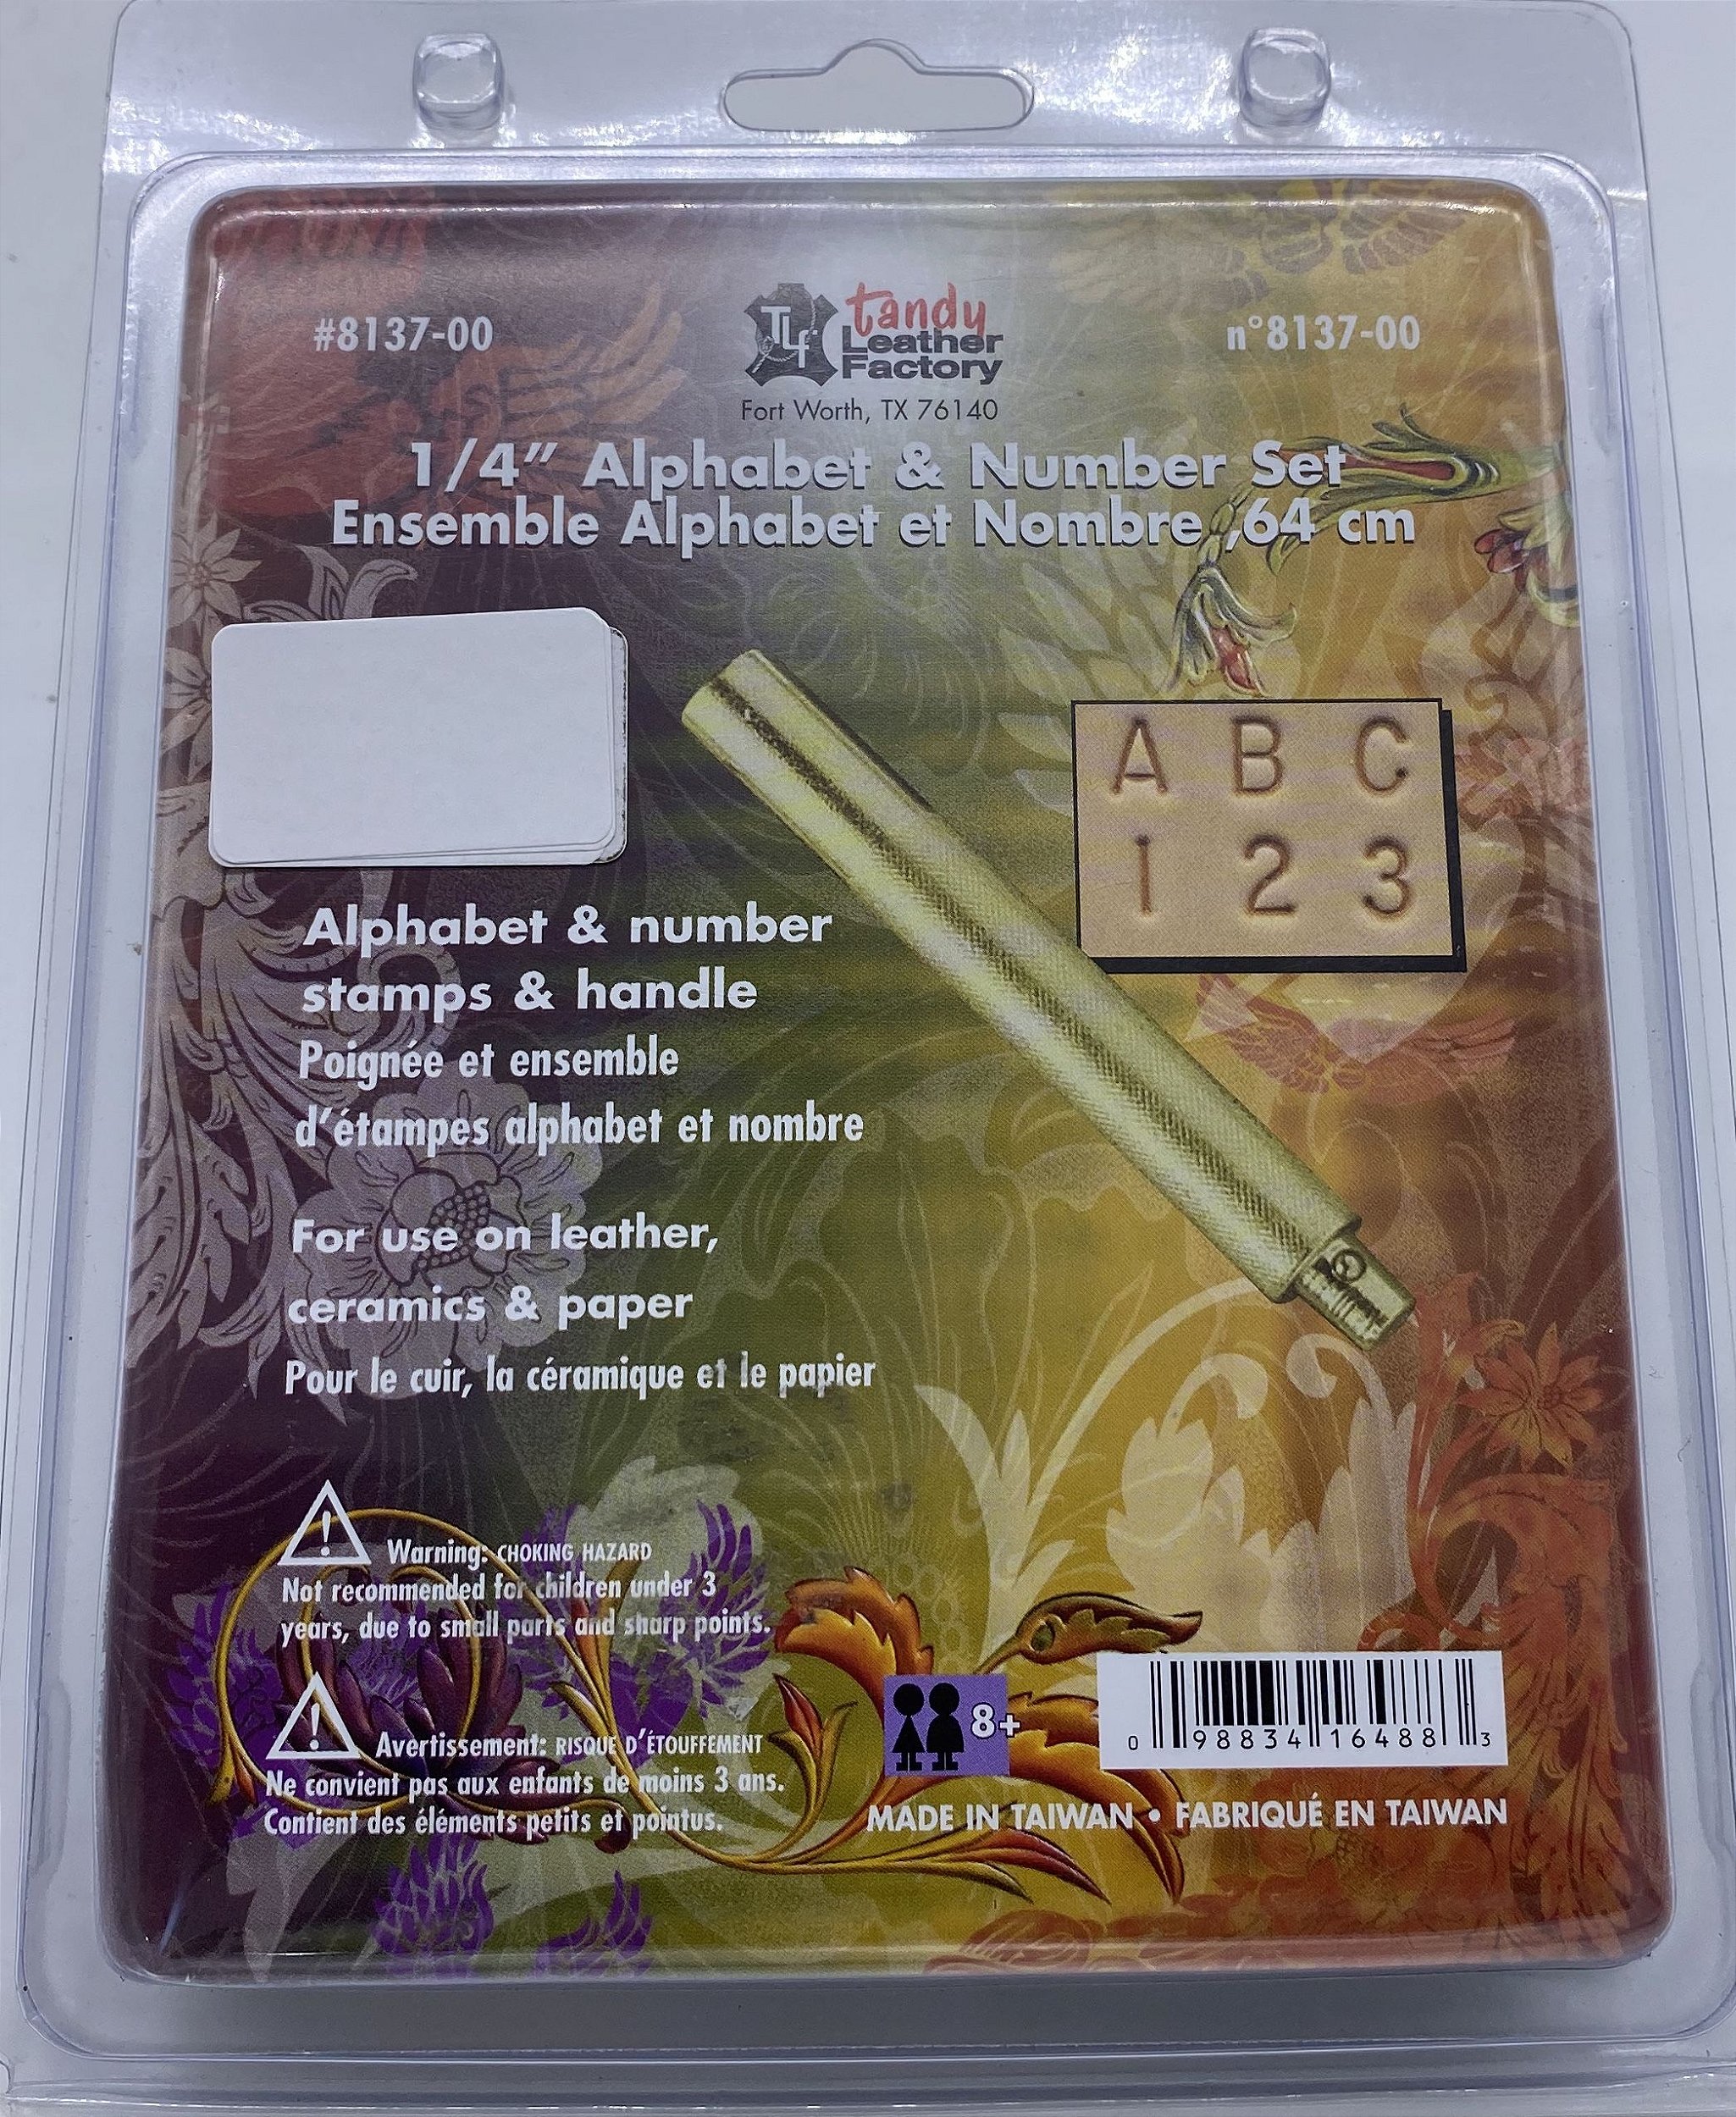 #8137-00
TLF tandy
Leather
Factory
n°8137-00
Fort Worth, TX 76140
1/4” Alphabet & Number Set
Ensemble Alphabet et Nombre ,64 cm
A B C
1 2 3
Alphabet & number
stamps & handle
Poignée et ensemble
d’étampes alphabet et nombre
For use on leather,
ceramics & paper
Pour le cuir, la céramique et le papier
Warning: CHOKING HAZARD
Not recommended for children under 3
years, due to small parts and sharp points.
Avertissement: RISQUE D’ÉTOUFFEMENT
Ne convient pas aux enfants de moins 3 ans.
Contient des éléments petits et pointus.
8+
0 98834 16488 3
MADE IN TAIWAN • FABRIQUÉ EN TAIWAN